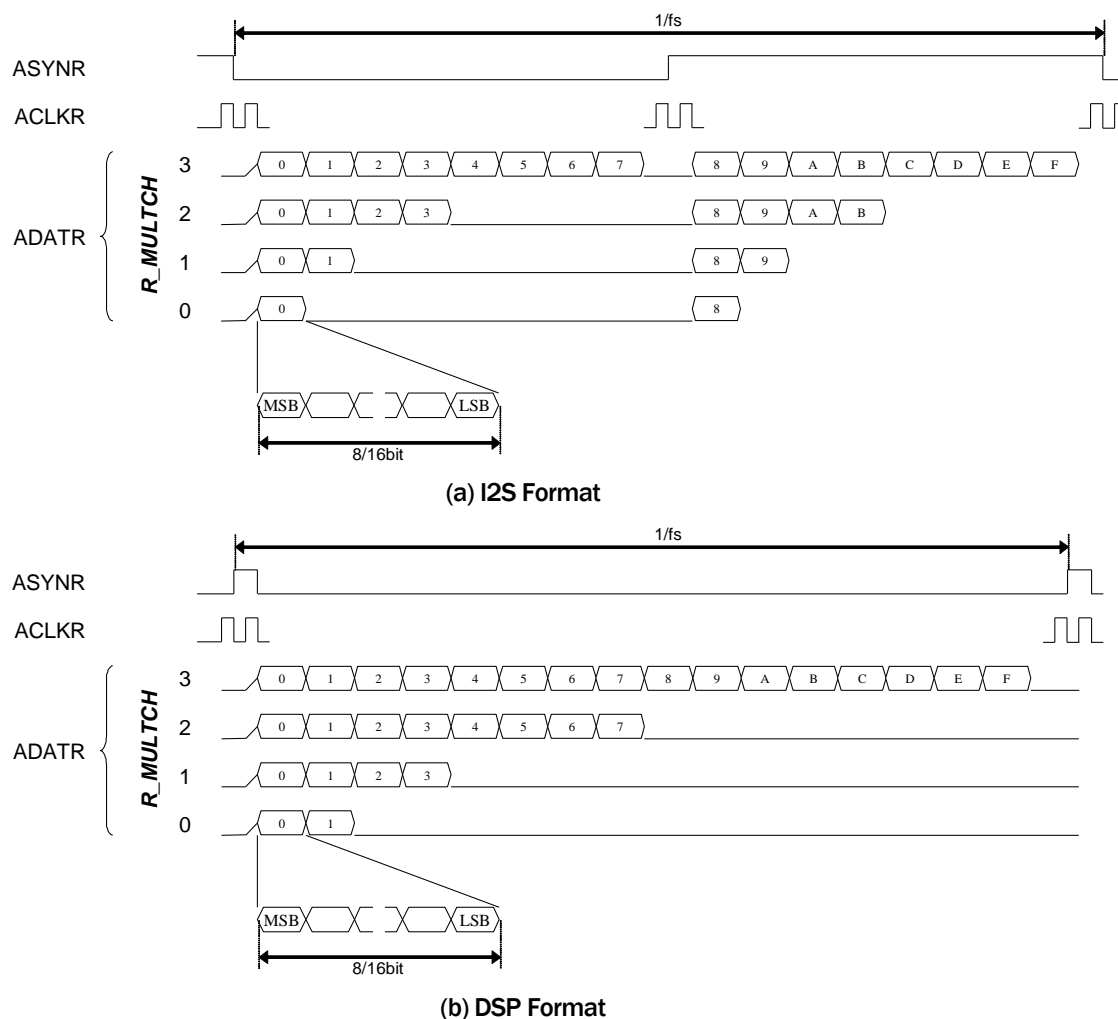 1/fs
ASYNR
ACLKR
3 0 1 2 3 4 5 6 7 8 9 A B C D E F
2 0 1 2 3 8 9 A B
ADATR R_MULTCH
1 0 1 8 9
0 0 8
MSB LSB
8/16bit
(a) I2S Format
1/fs
ASYNR
ACLKR
3 0 1 2 3 4 5 6 7 8 9 A B C D E F
2 0 1 2 3 4 5 6 7
ADATR R_MULTCH
1 0 1 2 3
0 0 1
MSB LSB
8/16bit
(b) DSP Format